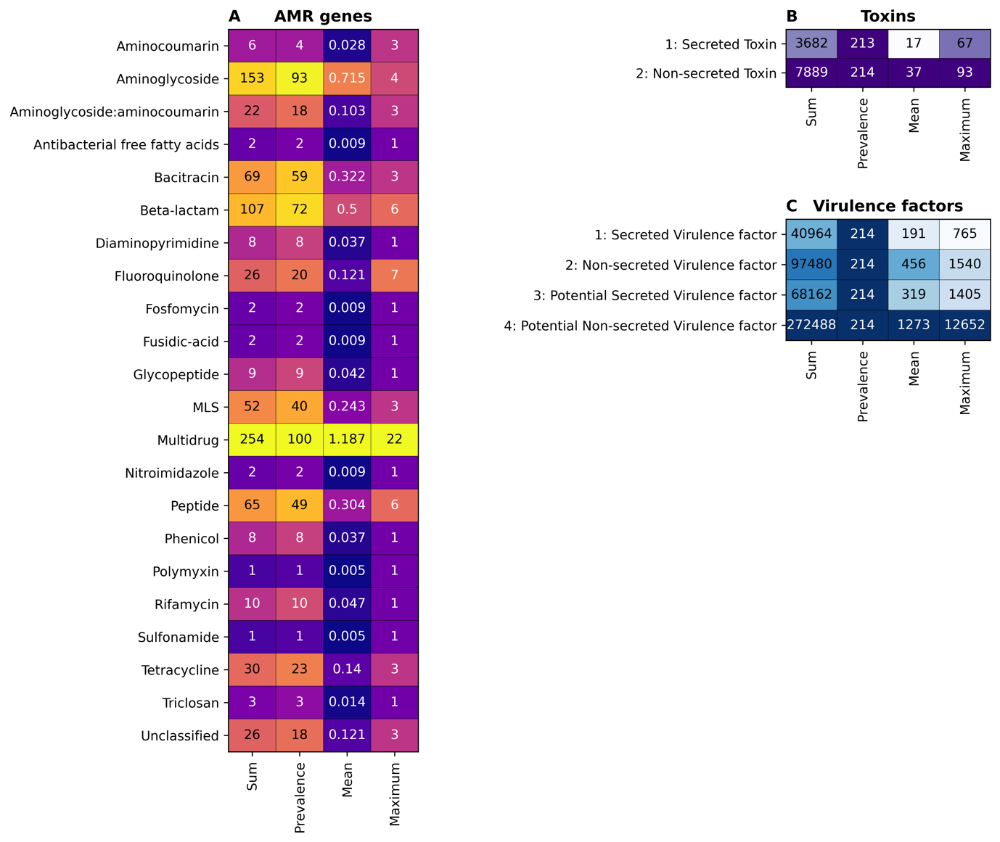 A AMR genes
Aminocoumarin 6 4 0.028 3
Aminoglycoside 153 93 0.715 4
Aminoglycoside:aminocoumarin 22 18 0.103 3
Antibacterial free fatty acids 2 2 0.009 1
Bacitracin 69 59 0.322 3
Beta-lactam 107 72 0.5 6
Diaminopyrimidine 8 8 0.037 1
Fluoroquinolone 26 20 0.121 7
Fosfomycin 2 2 0.009 1
Fusidic-acid 2 2 0.009 1
Glycopeptide 9 9 0.042 1
MLS 52 40 0.243 3
Multidrug 254 100 1.187 22
Nitroimidazole 2 2 0.009 1
Peptide 65 49 0.304 6
Phenicol 8 8 0.037 1
Polymyxin 1 1 0.005 1
Rifamycin 10 10 0.047 1
Sulfonamide 1 1 0.005 1
Tetracycline 30 23 0.14 3
Triclosan 3 3 0.014 1
Unclassified 26 18 0.121 3
Sum Prevalence Mean Maximum
B Toxins
1: Secreted Toxin 3682 213 17 67
2: Non-secreted Toxin 7889 214 37 93
Sum Prevalence Mean Maximum
C Virulence factors
1: Secreted Virulence factor 40964 214 191 765
2: Non-secreted Virulence factor 97480 214 456 1540
3: Potential Secreted Virulence factor 68162 214 319 1405
4: Potential Non-secreted Virulence factor 272488 214 1273 12652
Sum Prevalence Mean Maximum